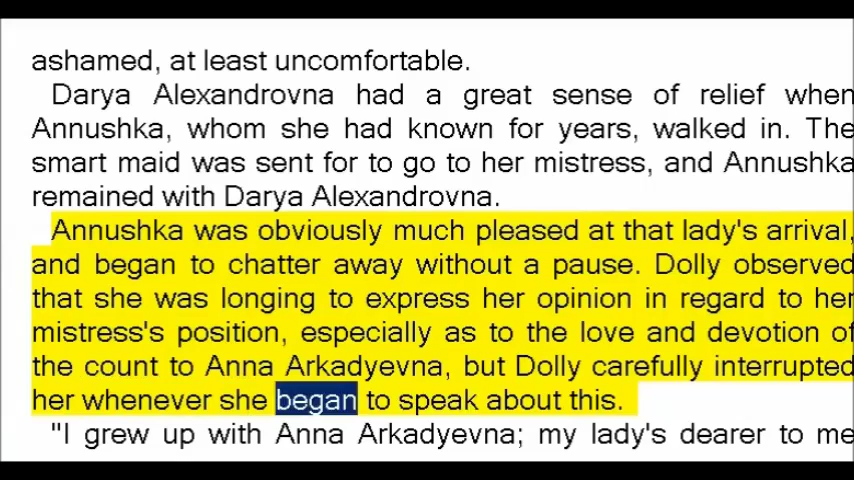 ashamed, at least uncomfortable.
Darya Alexandrovna had a great sense of relief when
Annushka, whom she had known for years, walked in. The
smart maid was sent for to go to her mistress, and Annushka
remained with Darya Alexandrovna.
Annushka was obviously much pleased at that lady's arrival,
and began to chatter away without a pause. Dolly observed
that she was longing to express her opinion in regard to her
mistress's position, especially as to the love and devotion of
the count to Anna Arkadyevna, but Dolly carefully interrupted
her whenever she began to speak about this.
"I grew up with Anna Arkadyevna; my lady's dearer to me